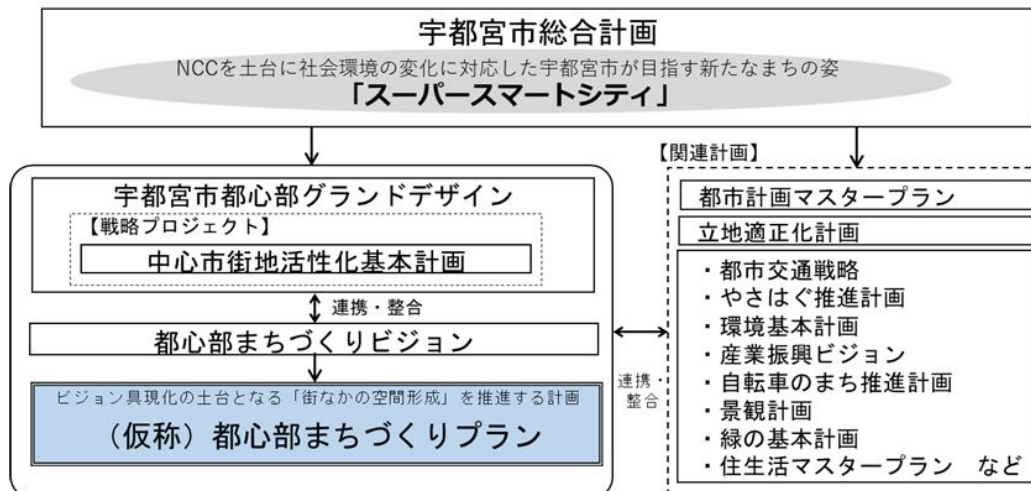 宇都宮市総合計画
NCCを土台に社会環境の変化に対応した宇都宮市が目指す新たなまちの姿
「スーパースマートシティ」
宇都宮市都心部グランドデザイン
【戦略プロジェクト】
中心市街地活性化基本計画
連携・整合
都心部まちづくりビジョン
ビジョン具現化の土台となる「街なかの空間形成」を推進する計画
（仮称）都心部まちづくりプラン
連携・
整合
【関連計画】
都市計画マスタープラン
立地適正化計画
・都市交通戦略
・やさはぐ推進計画
・環境基本計画
・産業振興ビジョン
・自転車のまち推進計画
・景観計画
・緑の基本計画
・住生活マスタープラン　など